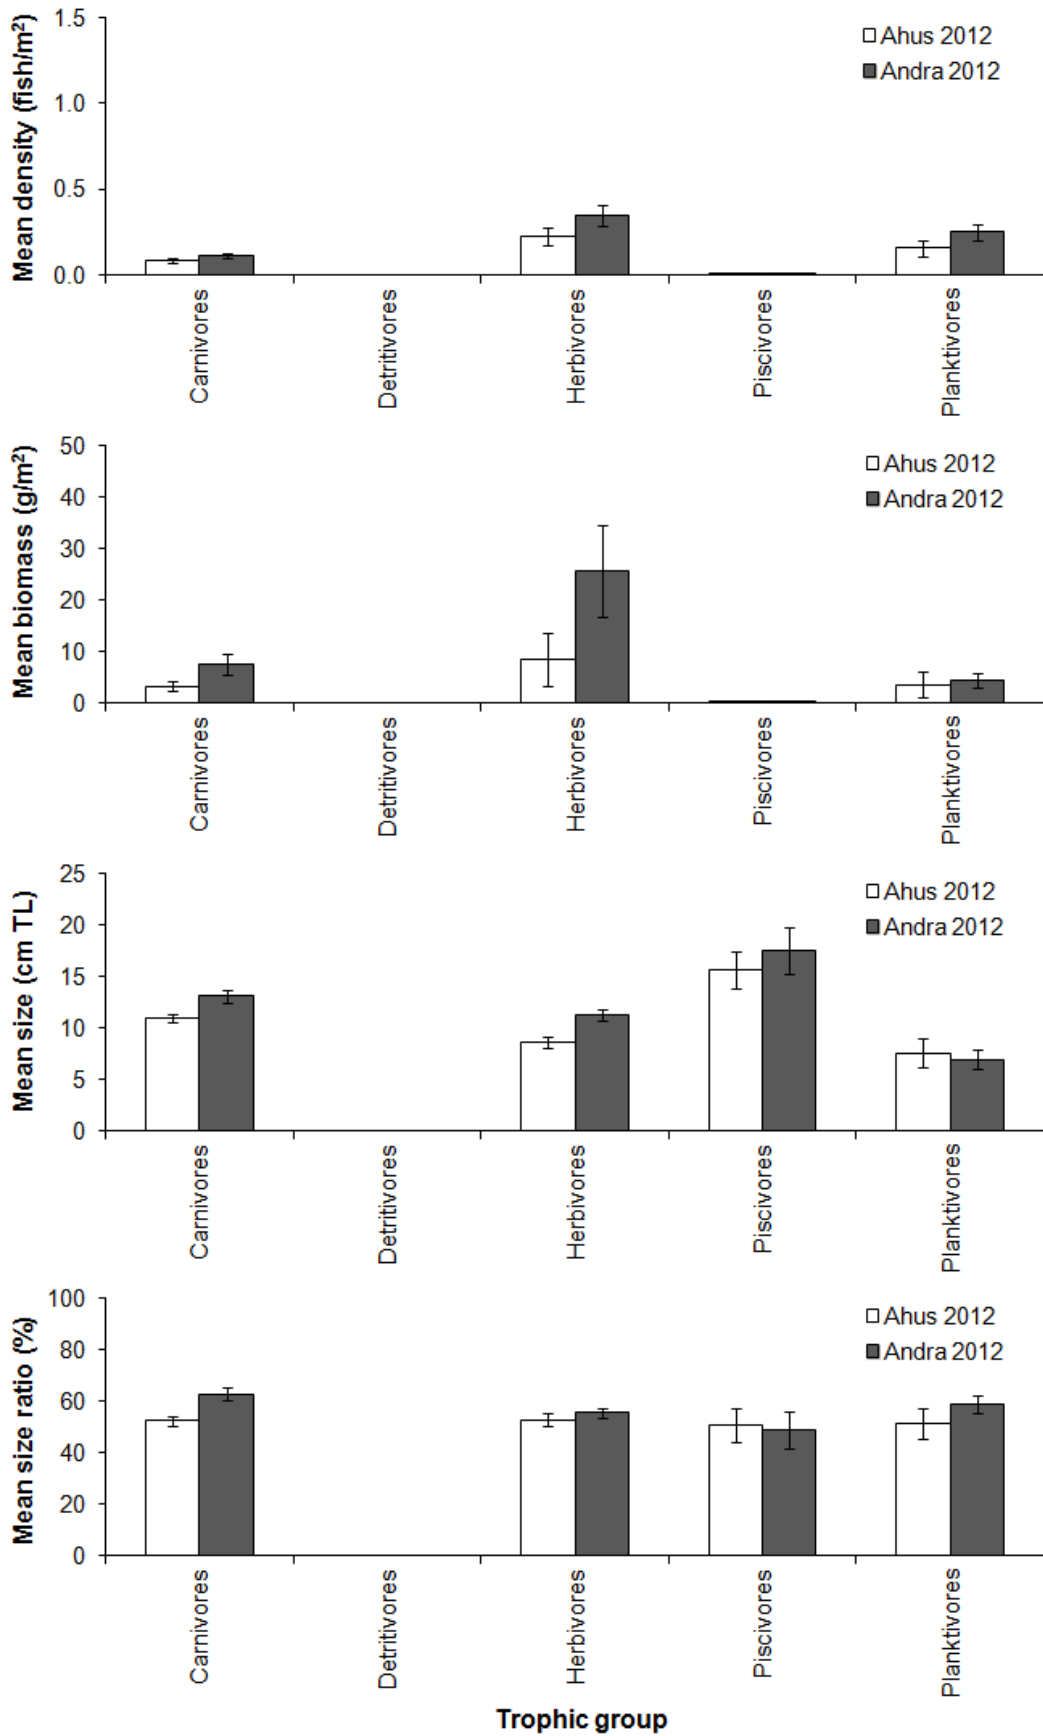 Mean density (fish/m²)
1.5
1.0
0.5
0.0
Ahus 2012
Andra 2012
Carnivores
Detritivores
Herbivores
Piscivores
Planktivores
Mean biomass (g/m²)
50
40
30
20
10
0
Ahus 2012
Andra 2012
Carnivores
Detritivores
Herbivores
Piscivores
Planktivores
Mean size (cm TL)
25
20
15
10
5
0
Ahus 2012
Andra 2012
Carnivores
Detritivores
Herbivores
Piscivores
Planktivores
Mean size ratio (%)
100
80
60
40
20
0
Ahus 2012
Andra 2012
Carnivores
Detritivores
Herbivores
Piscivores
Planktivores
Trophic group